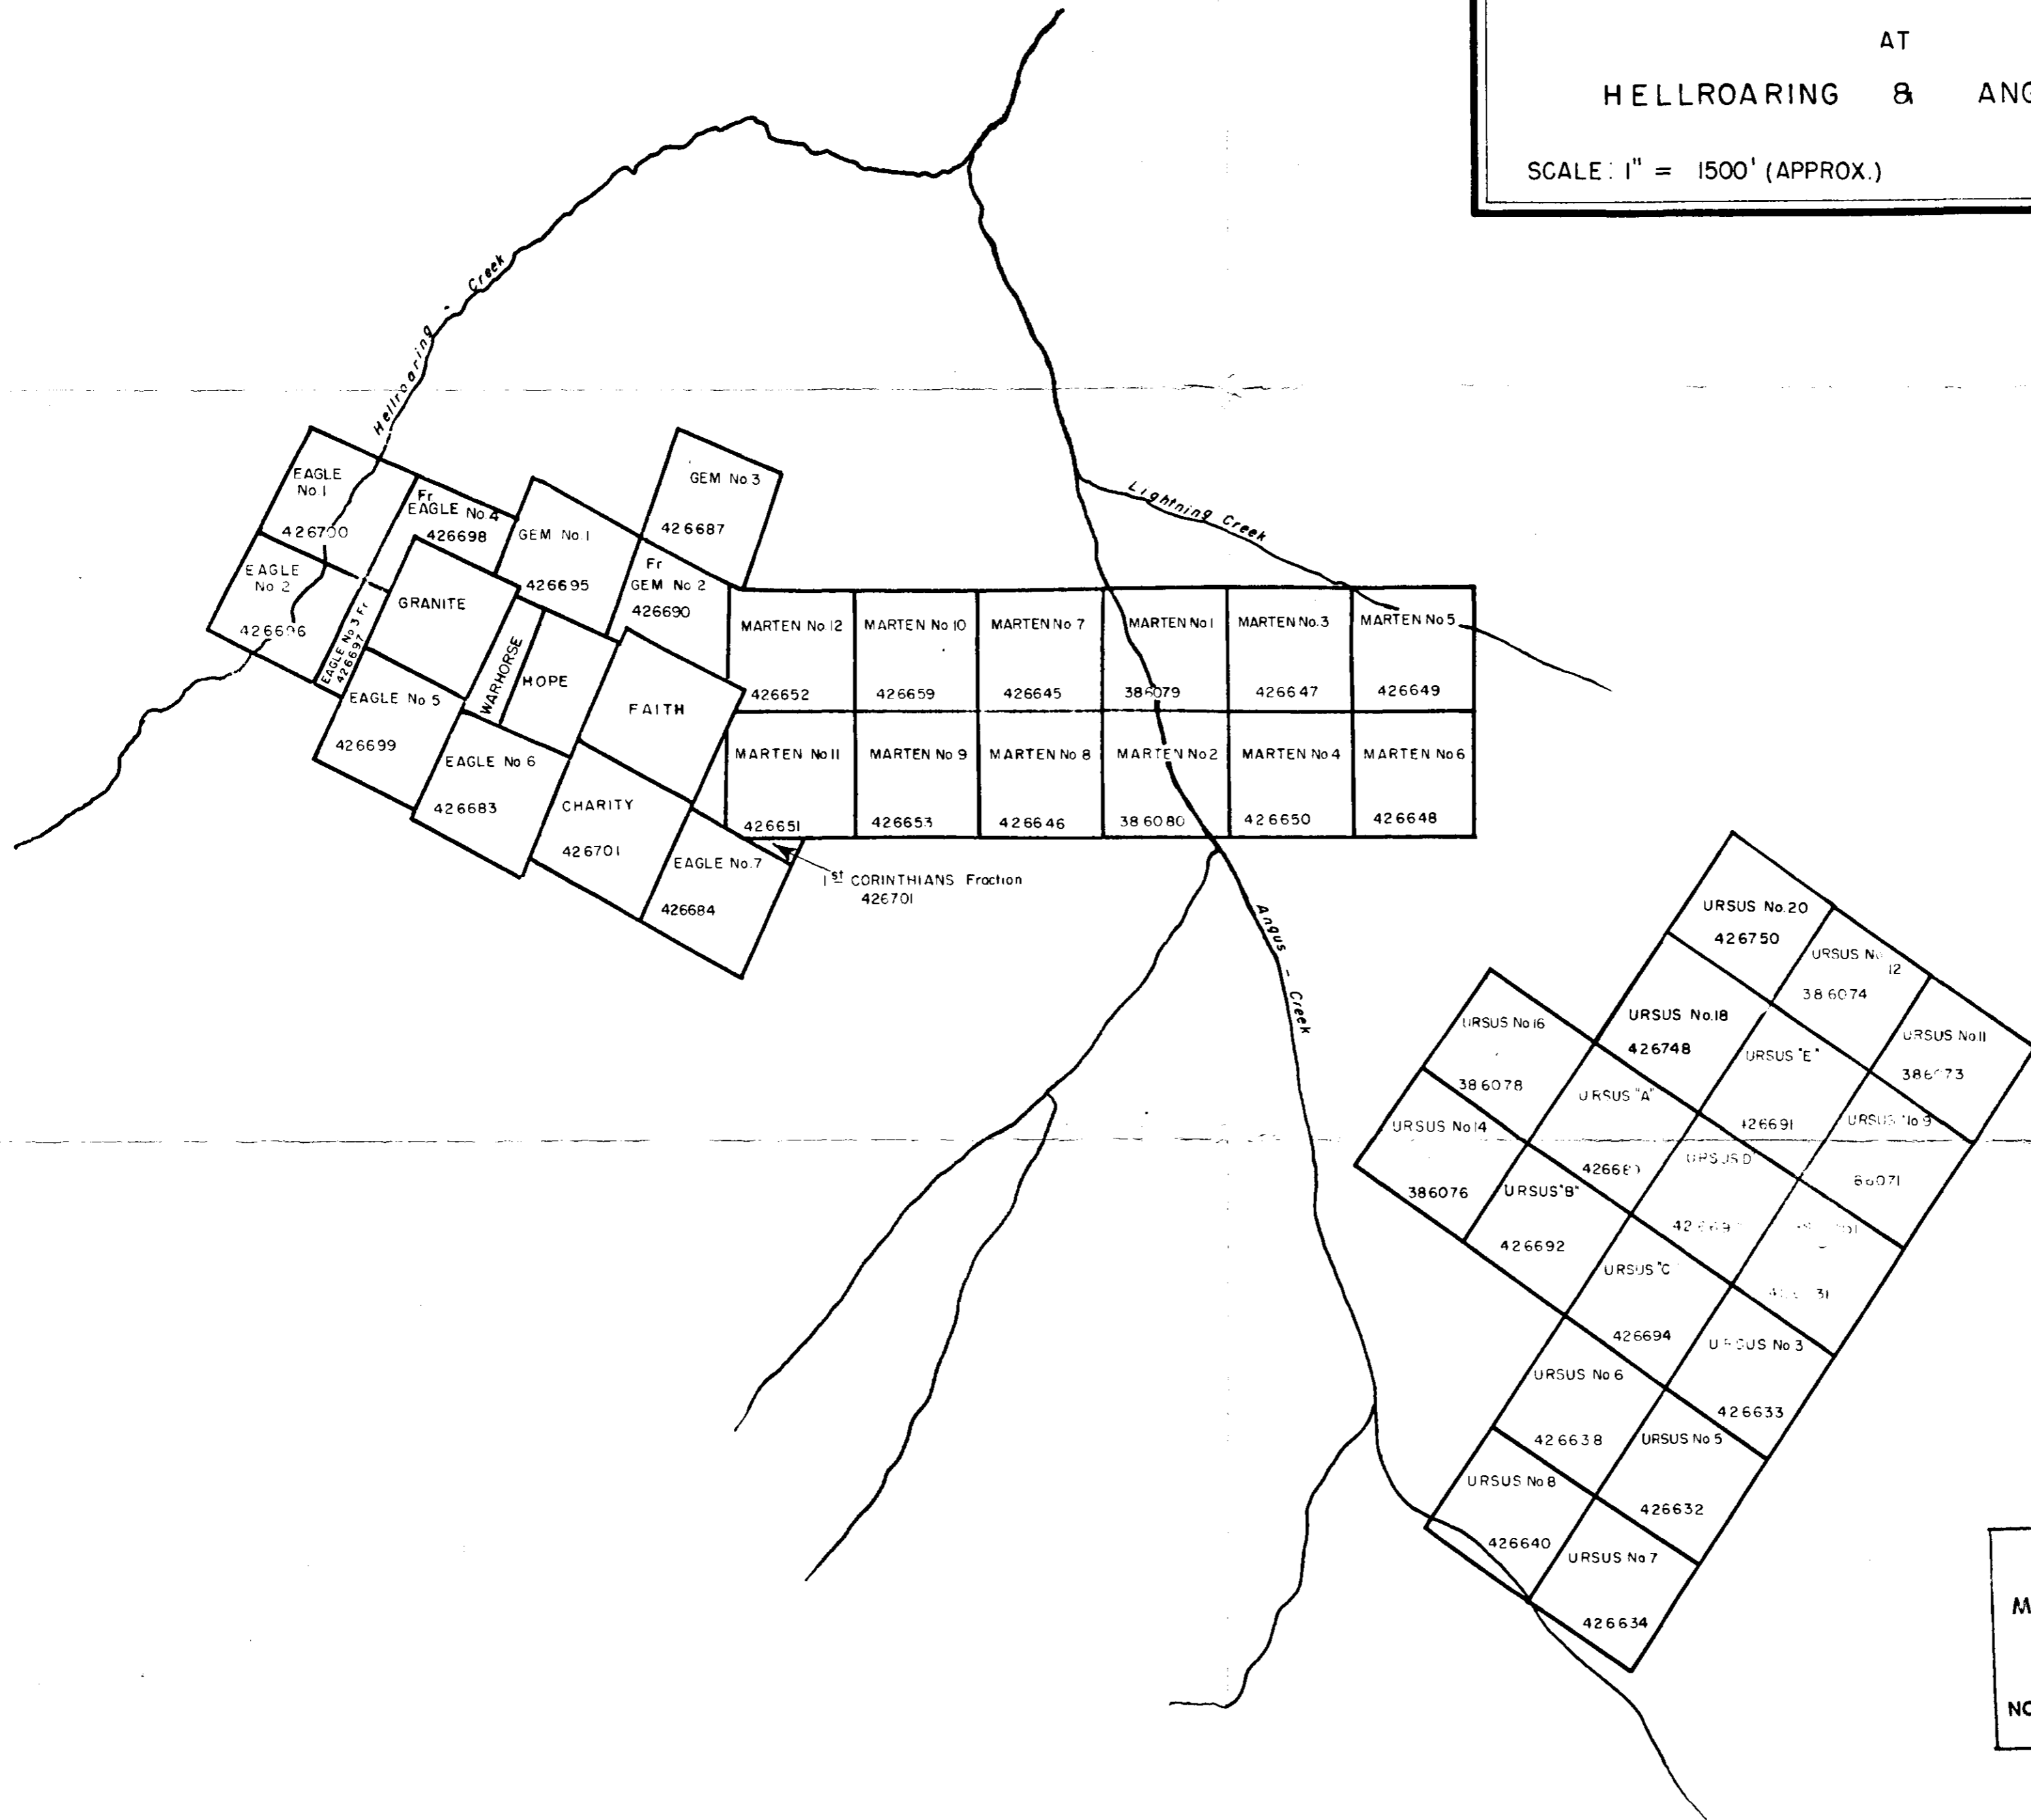 AT
HELLROARING & ANG
SCALE: 1" = 1500' (APPROX.)
Hellroaring - Creek
Lightning Creek
Angus - Creek
EAGLE
No.1
426700
EAGLE
No. 2
Fr
EAGLE No.4
426698
EAGLE No 3 Fr
426697
GRANITE
GEM No.1
426695
GEM No.3
426687
Fr
GEM No 2
426690
WARHORSE
HOPE
FAITH
EAGLE No 5
426699
EAGLE No 6
426683
CHARITY
426701
EAGLE No.7
426684
1st CORINTHIANS Fraction
426701
MARTEN No.12
426652
MARTEN No 10
426659
MARTEN No 7
426645
MARTEN No 1
386079
MARTEN No.3
426647
MARTEN No 5
426649
MARTEN No 11
426651
MARTEN No 9
426653
MARTEN No 8
426646
MARTEN No 2
386080
MARTEN No 4
426650
MARTEN No 6
426648
URSUS No.20
426750
URSUS No
12
386074
URSUS No.11
URSUS No 16
386078
URSUS No.18
426748
URSUS "E"
URSUS No 9
URSUS "A"
URSUS No 14
386076
URSUS "B"
426692
URSUS D
URSUS "C
426694
URSUS No 3
426633
URSUS No 6
426638
URSUS No 5
426632
URSUS No 8
426640
URSUS No 7
426634
M
NO